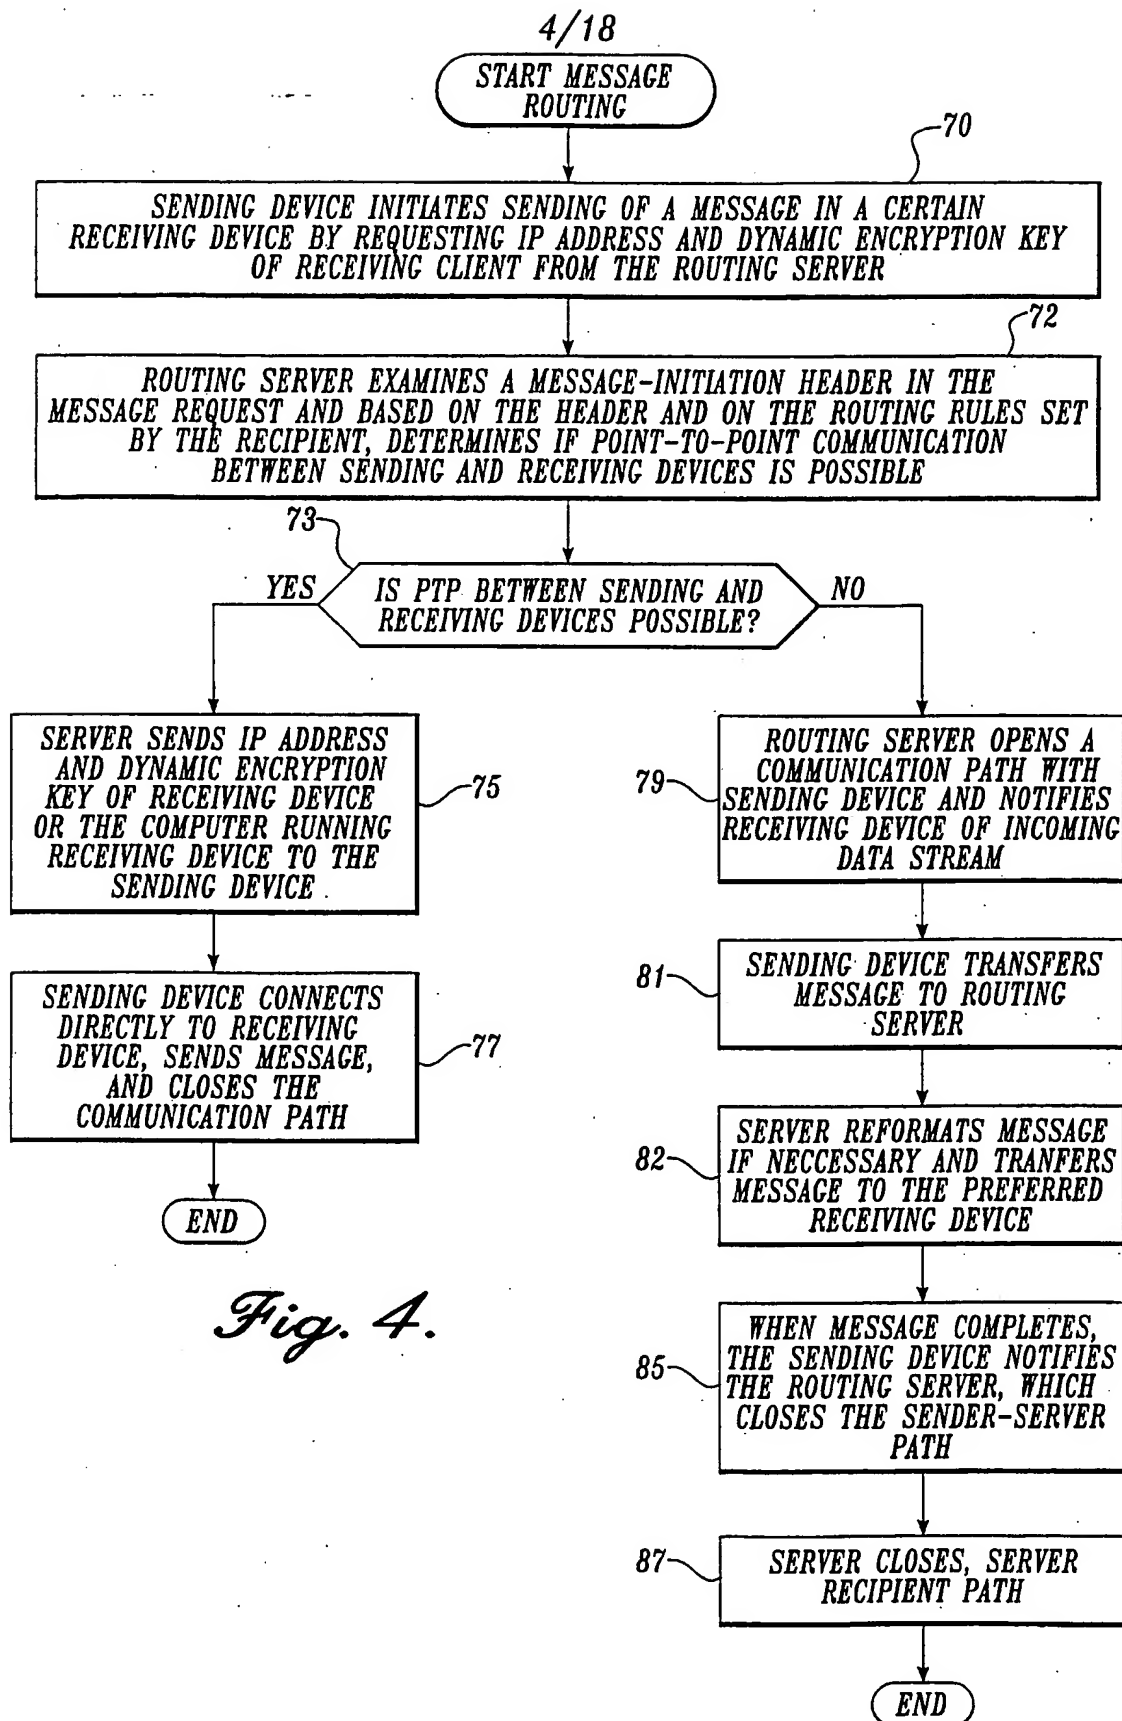 4/18
START MESSAGE
ROUTING
70
SENDING DEVICE INITIATES SENDING OF A MESSAGE IN A CERTAIN
RECEIVING DEVICE BY REQUESTING IP ADDRESS AND DYNAMIC ENCRYPTION KEY
OF RECEIVING CLIENT FROM THE ROUTING SERVER
72
ROUTING SERVER EXAMINES A MESSAGE-INITIATION HEADER IN THE
MESSAGE REQUEST AND BASED ON THE HEADER AND ON THE ROUTING RULES SET
BY THE RECIPIENT, DETERMINES IF POINT-TO-POINT COMMUNICATION
BETWEEN SENDING AND RECEIVING DEVICES IS POSSIBLE
73
YES
IS PTP BETWEEN SENDING AND
RECEIVING DEVICES POSSIBLE?
NO
SERVER SENDS IP ADDRESS
AND DYNAMIC ENCRYPTION
KEY OF RECEIVING DEVICE
OR THE COMPUTER RUNNING
RECEIVING DEVICE TO THE
SENDING DEVICE
75
SENDING DEVICE CONNECTS
DIRECTLY TO RECEIVING
DEVICE, SENDS MESSAGE,
AND CLOSES THE
COMMUNICATION PATH
77
END
79
ROUTING SERVER OPENS A
COMMUNICATION PATH WITH
SENDING DEVICE AND NOTIFIES
RECEIVING DEVICE OF INCOMING
DATA STREAM
81
SENDING DEVICE TRANSFERS
MESSAGE TO ROUTING
SERVER
82
SERVER REFORMATS MESSAGE
IF NECCESSARY AND TRANFERS
MESSAGE TO THE PREFERRED
RECEIVING DEVICE
85
WHEN MESSAGE COMPLETES,
THE SENDING DEVICE NOTIFIES
THE ROUTING SERVER, WHICH
CLOSES THE SENDER-SERVER
PATH
87
SERVER CLOSES, SERVER
RECIPIENT PATH
END
Fig. 4.